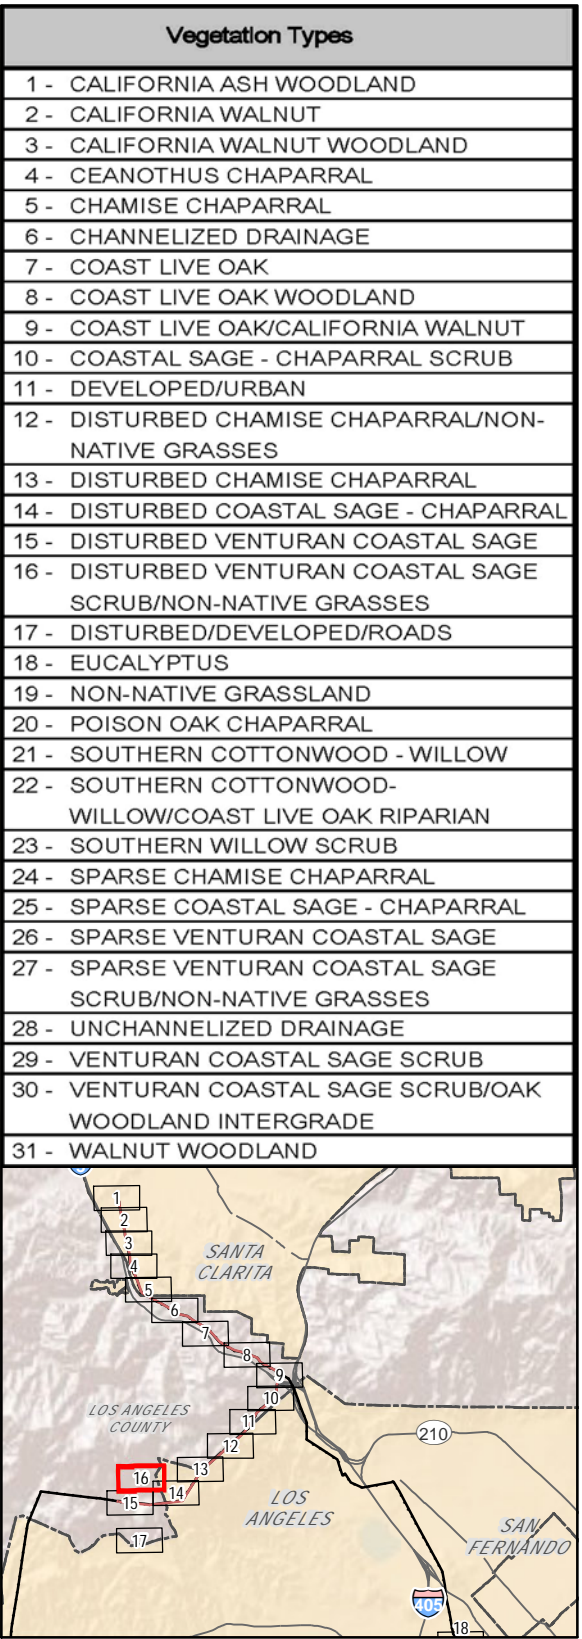 Vegetation Types
1 - CALIFORNIA ASH WOODLAND
2 - CALIFORNIA WALNUT
3 - CALIFORNIA WALNUT WOODLAND
4 - CEANOTHUS CHAPARRAL
5 - CHAMISE CHAPARRAL
6 - CHANNELIZED DRAINAGE
7 - COAST LIVE OAK
8 - COAST LIVE OAK WOODLAND
9 - COAST LIVE OAK/CALIFORNIA WALNUT
10 - COASTAL SAGE - CHAPARRAL SCRUB
11 - DEVELOPED/URBAN
12 - DISTURBED CHAMISE CHAPARRAL/NON-
NATIVE GRASSES
13 - DISTURBED CHAMISE CHAPARRAL
14 - DISTURBED COASTAL SAGE - CHAPARRAL
15 - DISTURBED VENTURAN COASTAL SAGE
16 - DISTURBED VENTURAN COASTAL SAGE
SCRUB/NON-NATIVE GRASSES
17 - DISTURBED/DEVELOPED/ROADS
18 - EUCALYPTUS
19 - NON-NATIVE GRASSLAND
20 - POISON OAK CHAPARRAL
21 - SOUTHERN COTTONWOOD - WILLOW
22 - SOUTHERN COTTONWOOD-
WILLOW/COAST LIVE OAK RIPARIAN
23 - SOUTHERN WILLOW SCRUB
24 - SPARSE CHAMISE CHAPARRAL
25 - SPARSE COASTAL SAGE - CHAPARRAL
26 - SPARSE VENTURAN COASTAL SAGE
27 - SPARSE VENTURAN COASTAL SAGE
SCRUB/NON-NATIVE GRASSES
28 - UNCHANNELIZED DRAINAGE
29 - VENTURAN COASTAL SAGE SCRUB
30 - VENTURAN COASTAL SAGE SCRUB/OAK
WOODLAND INTERGRADE
31 - WALNUT WOODLAND
1
2
3
4
5
6
7
8
9
10
11
12
13
14
15
16
17
18
SANTA
CLARITA
LOS ANGELES
COUNTY
210
LOS
ANGELES
SAN
FERNANDO
405